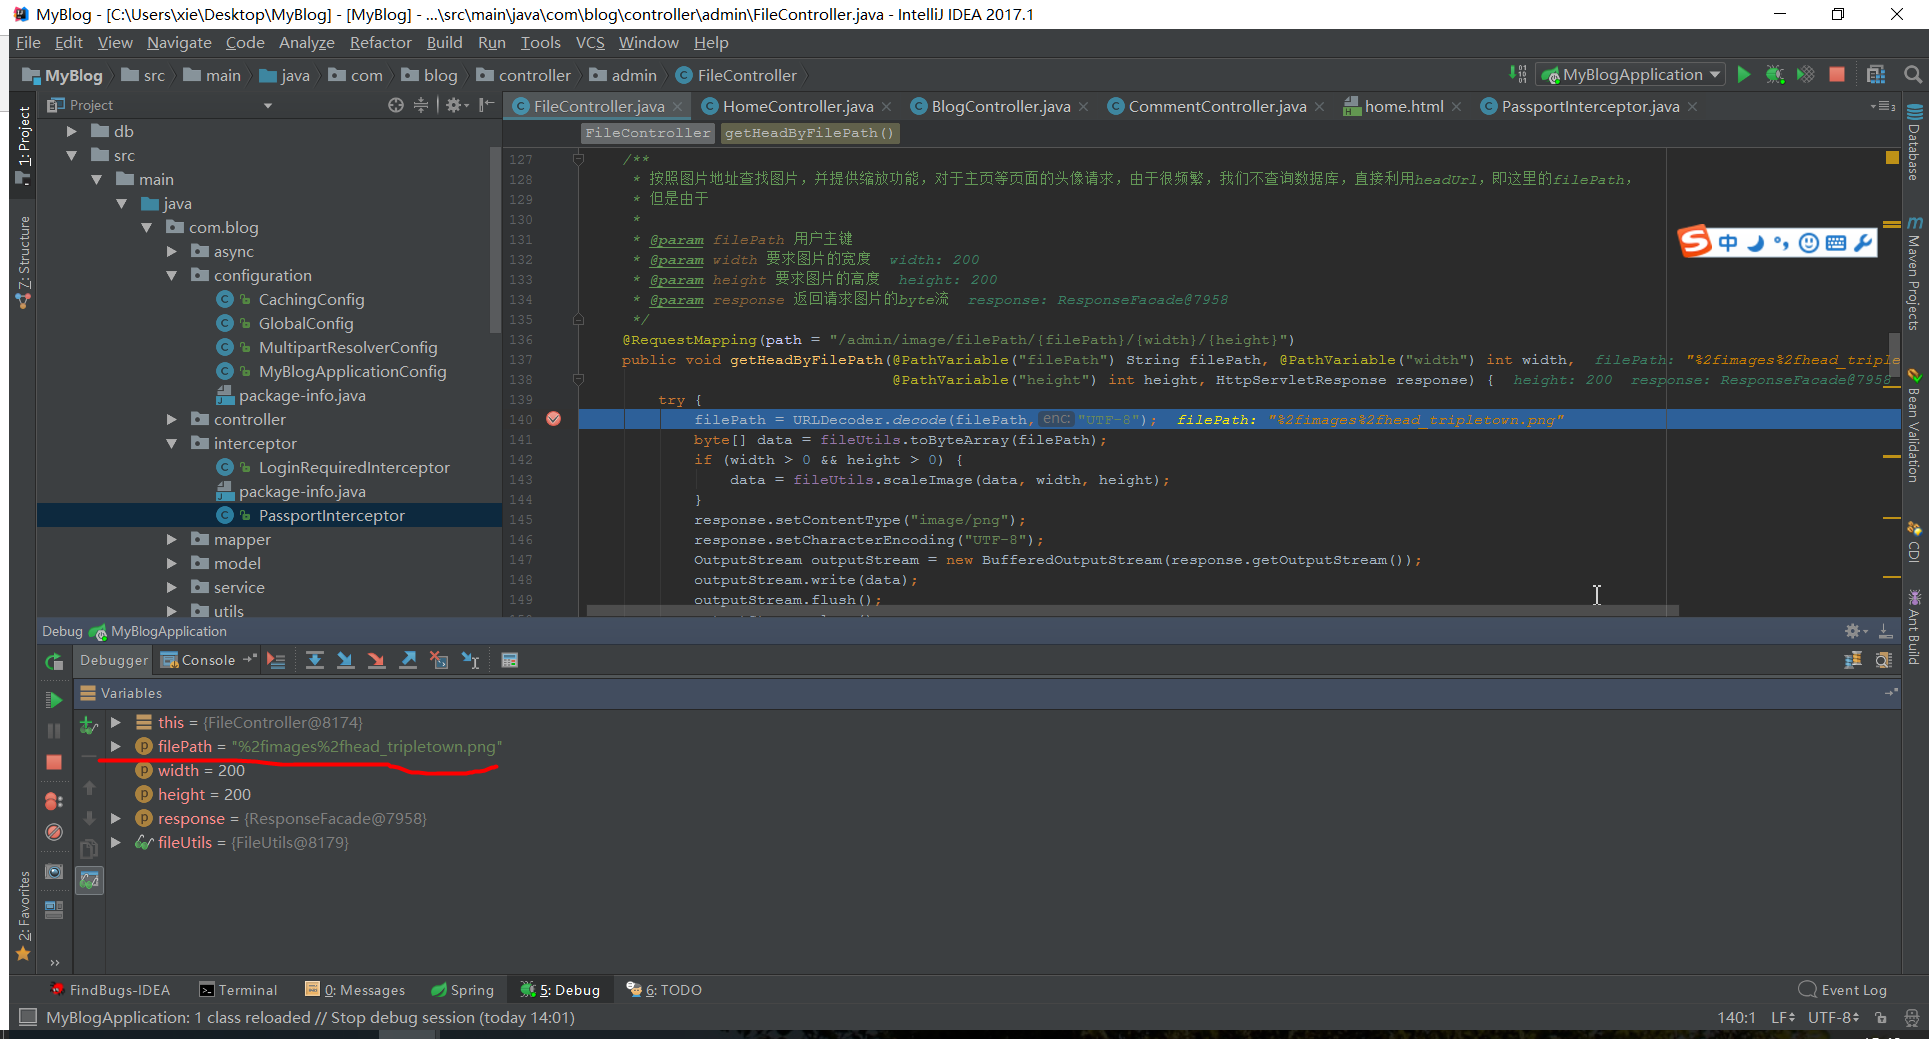 MyBlog - [C:\Users\xie\Desktop\MyBlog] - [MyBlog] - ...\src\main\java\com\blog\controller\admin\FileController.java - IntelliJ IDEA 2017.1
File Edit View Navigate Code Analyze Refactor Build Run Tools VCS Window Help
MyBlog src main java com blog controller admin FileController MyBlogApplication
Project
FileController.java HomeController.java BlogController.java CommentController.java home.html PassportInterceptor.java
FileController getHeadByFilePath()
1: Project
7: Structure
2: Favorites
db
src
main
java
com.blog
async
configuration
CachingConfig
GlobalConfig
MultipartResolverConfig
MyBlogApplicationConfig
package-info.java
controller
interceptor
LoginRequiredInterceptor
package-info.java
PassportInterceptor
mapper
model
service
utils
127 /**
128 * 按照图片地址查找图片，并提供缩放功能，对于主页等页面的头像请求，由于很频繁，我们不查询数据库，直接利用headUrl，即这里的filePath，
129 * 但是由于
130 *
131 * @param filePath 用户主键
132 * @param width 要求图片的宽度 width: 200
133 * @param height 要求图片的高度 height: 200
134 * @param response 返回请求图片的byte流 response: ResponseFacade@7958
135 */
136 @RequestMapping(path = "/admin/image/filePath/{filePath}/{width}/{height}")
137 public void getHeadByFilePath(@PathVariable("filePath") String filePath, @PathVariable("width") int width, filePath: "%2fimages%2fhead_triple
138 @PathVariable("height") int height, HttpServletResponse response) { height: 200 response: ResponseFacade@7958
139 try {
140 filePath = URLDecoder.decode(filePath, enc: "UTF-8"); filePath: "%2fimages%2fhead_tripletown.png"
141 byte[] data = fileUtils.toByteArray(filePath);
142 if (width > 0 && height > 0) {
143 data = fileUtils.scaleImage(data, width, height);
144 }
145 response.setContentType("image/png");
146 response.setCharacterEncoding("UTF-8");
147 OutputStream outputStream = new BufferedOutputStream(response.getOutputStream());
148 outputStream.write(data);
149 outputStream.flush();
中
Database
Maven Projects
Bean Validation
CDI
Ant Build
Debug MyBlogApplication
Debugger Console
Variables
this = {FileController@8174}
filePath = "%2fimages%2fhead_tripletown.png"
width = 200
height = 200
response = {ResponseFacade@7958}
fileUtils = {FileUtils@8179}
FindBugs-IDEA Terminal 0: Messages Spring 5: Debug 6: TODO Event Log
MyBlogApplication: 1 class reloaded // Stop debug session (today 14:01) 140:1 LF UTF-8